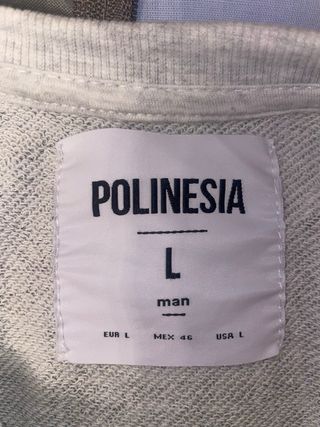 POLINESIA
L
man
EUR L MEX 46 USA L